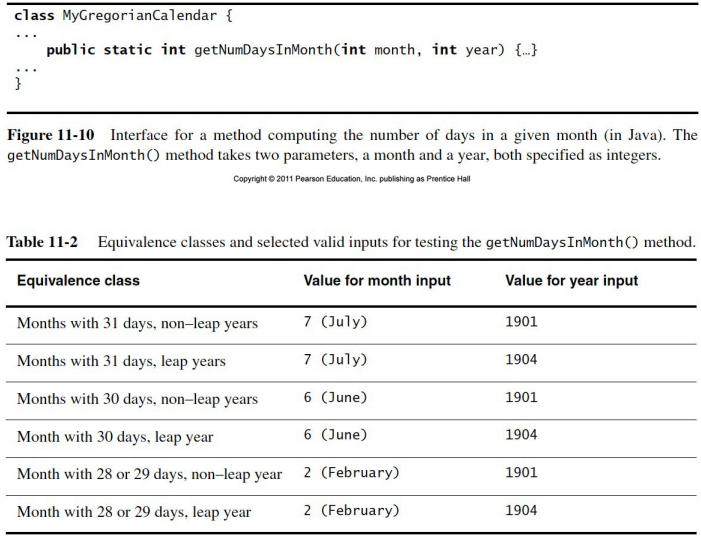 class MyGregorianCalendar {
...
public static int getNumDaysInMonth(int month, int year) {…}
...
}
Figure 11-10 Interface for a method computing the number of days in a given month (in Java). The
getNumDaysInMonth() method takes two parameters, a month and a year, both specified as integers.
Copyright © 2011 Pearson Education, Inc. publishing as Prentice Hall
Table 11-2 Equivalence classes and selected valid inputs for testing the getNumDaysInMonth() method.
Equivalence class Value for month input Value for year input
Months with 31 days, non–leap years 7 (July) 1901
Months with 31 days, leap years 7 (July) 1904
Months with 30 days, non–leap years 6 (June) 1901
Month with 30 days, leap year 6 (June) 1904
Month with 28 or 29 days, non–leap year 2 (February) 1901
Month with 28 or 29 days, leap year 2 (February) 1904